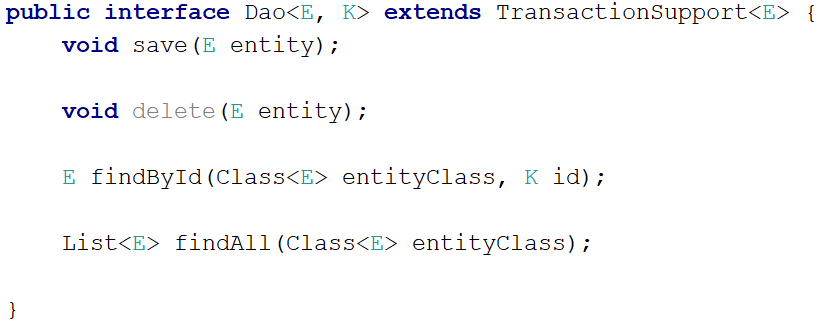 public interface Dao<E, K> extends TransactionSupport<E> {
    void save(E entity);
    void delete(E entity);
    E findById(Class<E> entityClass, K id);
    List<E> findAll(Class<E> entityClass);
}